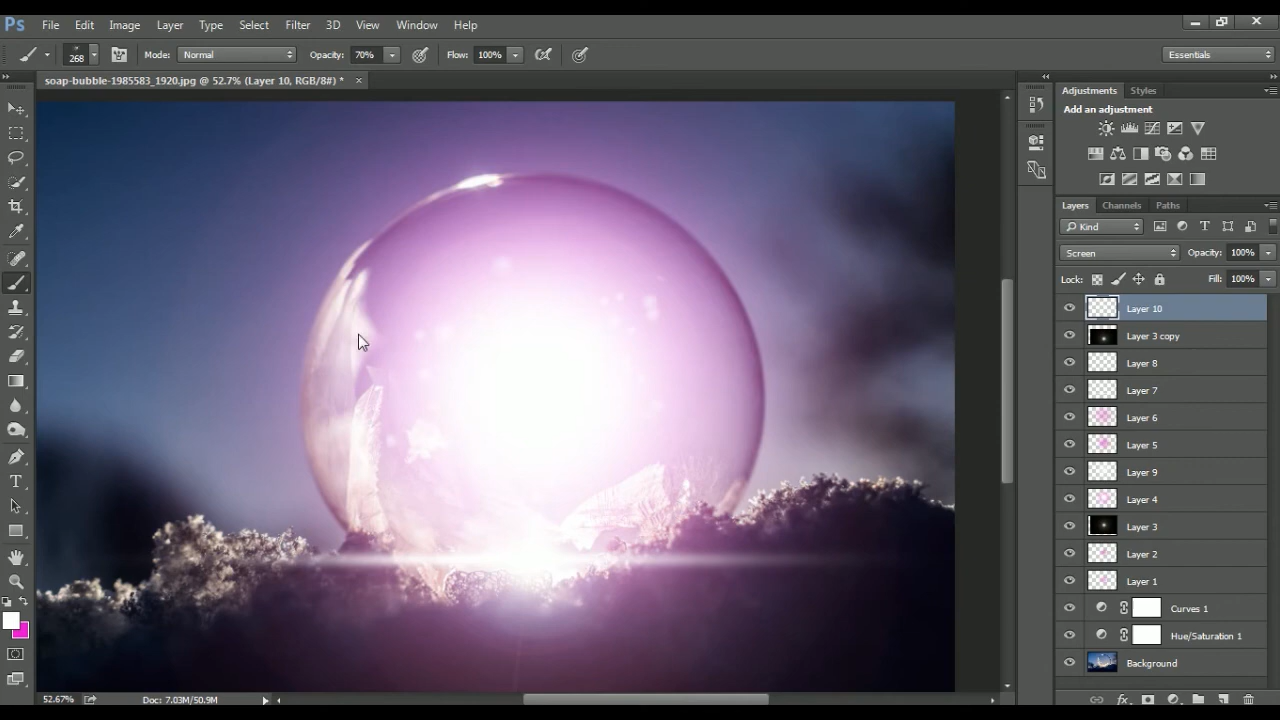 Ps File Edit Image Layer Type Select Filter 3D View Window Help
268 Mode: Normal Opacity: 70% Flow: 100% Essentials
soap-bubble-1985583_1920.jpg @ 52.7% (Layer 10, RGB/8#) *
Adjustments Styles
Add an adjustment
Layers Channels Paths
Kind
Screen Opacity: 100%
Lock: Fill: 100%
Layer 10
Layer 3 copy
Layer 8
Layer 7
Layer 6
Layer 5
Layer 9
Layer 4
Layer 3
Layer 2
Layer 1
Curves 1
Hue/Saturation 1
Background
52.67% Doc: 7.03M/50.9M